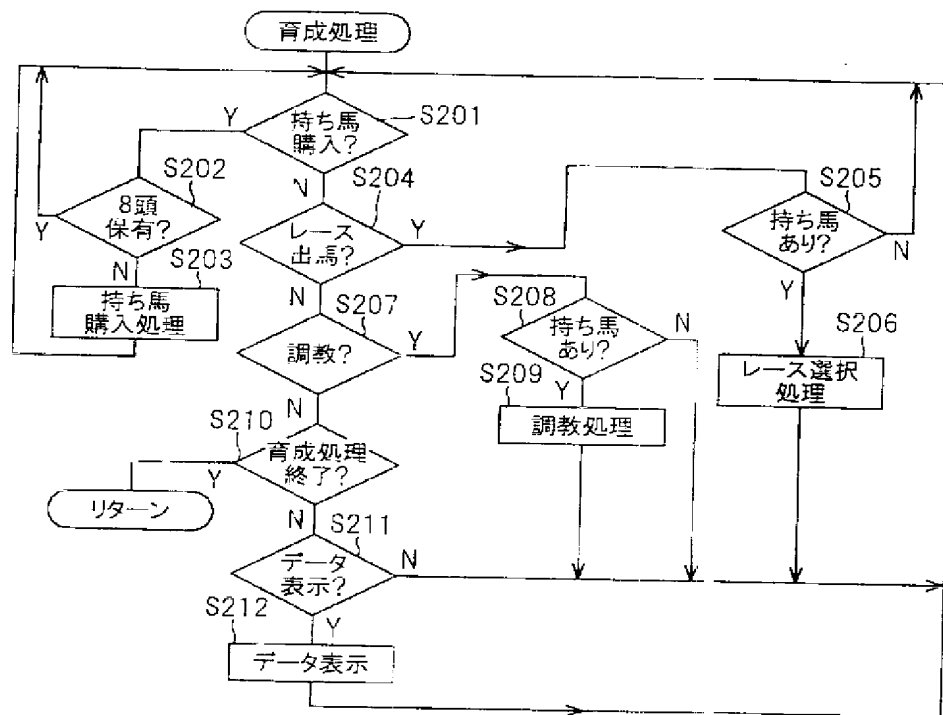 育成処理
持ち馬
購入?
S201
Y
N
S202
8頭
保有?
Y
N
S203
持ち馬
購入処理
S204
レース
出馬?
Y
N
S205
持ち馬
あり?
N
Y
S206
レース選択
処理
S207
調教?
Y
N
S208
持ち馬
あり?
N
Y
S209
調教処理
S210
育成処理
終了?
Y
N
リターン
S211
データ
表示?
N
Y
S212
データ表示